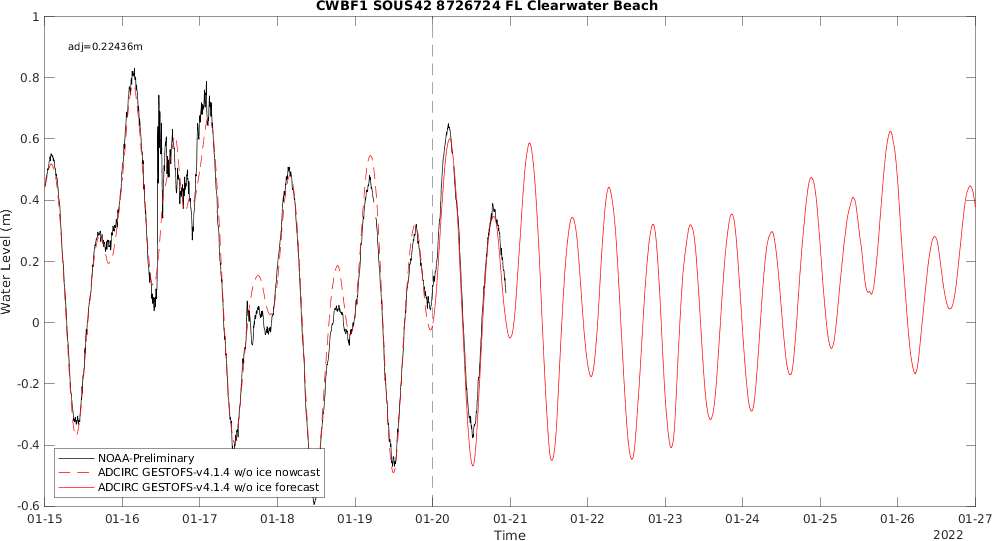 CWBF1 SOUS42 8726724 FL Clearwater Beach
adj=0.22436m
Water Level (m)
1
0.8
0.6
0.4
0.2
0
-0.2
-0.4
-0.6
NOAA-Preliminary
ADCIRC GESTOFS-v4.1.4 w/o ice nowcast
ADCIRC GESTOFS-v4.1.4 w/o ice forecast
01-15 01-16 01-17 01-18 01-19 01-20 01-21 01-22 01-23 01-24 01-25 01-26 01-27
Time
2022